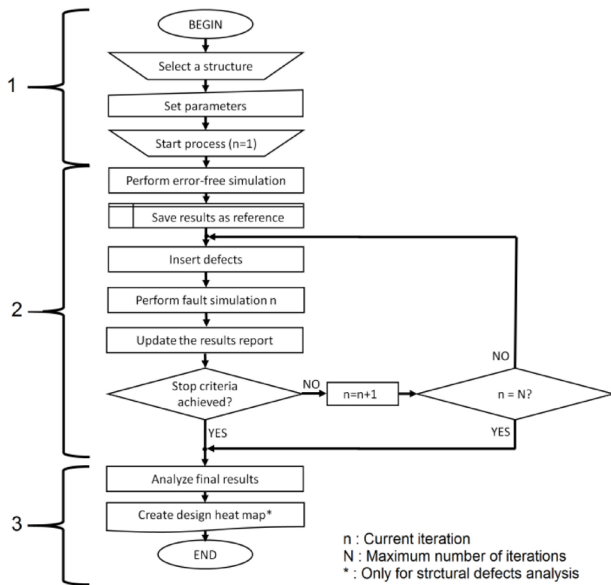 BEGIN
1
Select a structure
Set parameters
Start process (n=1)
Perform error-free simulation
Save results as reference
Insert defects
2
Perform fault simulation n
Update the results report
NO
Stop criteria
achieved?
NO
n=n+1
n = N?
YES
YES
Analyze final results
3
Create design heat map*
END
n : Current iteration
N : Maximum number of iterations
* : Only for strctural defects analysis